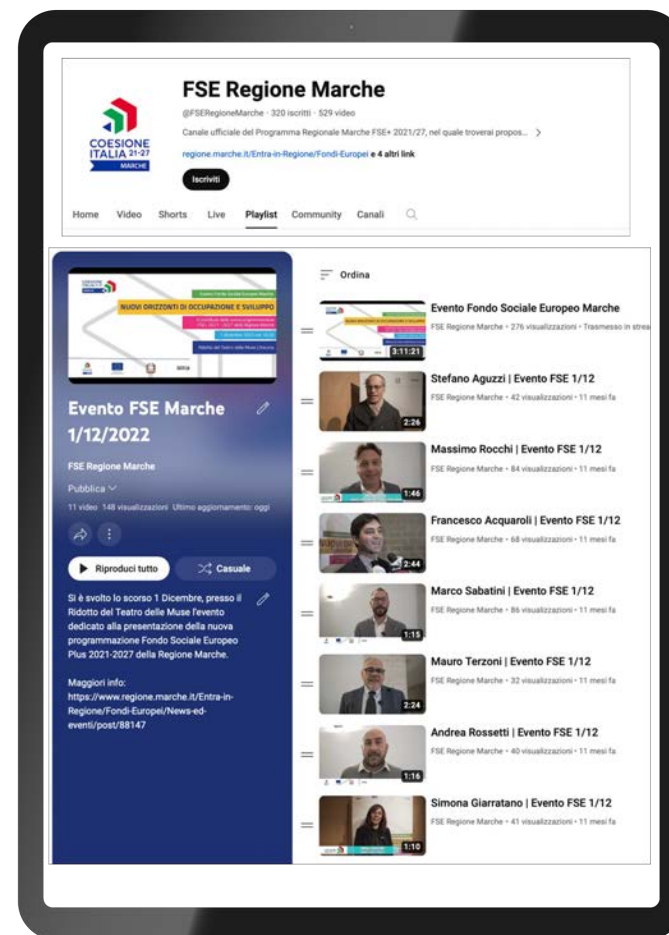 FSE Regione Marche
@FSERegioneMarche · 320 iscritti · 529 video
Canale ufficiale del Programma Regionale Marche FSE+ 2021/27, nel quale troverai propos...
regione.marche.it/Entra-in-Regione/Fondi-Europei e 4 altri link
Iscriviti
COESIONE
ITALIA 21-27
MARCHE
Home Video Shorts Live Playlist Community Canali
NUOVI ORIZZONTI DI OCCUPAZIONE E SVILUPPO
Evento FSE Marche
1/12/2022
FSE Regione Marche
Pubblica
11 video 148 visualizzazioni Ultimo aggiornamento: oggi
Riproduci tutto Casuale
Si è svolto lo scorso 1 Dicembre, presso il
Ridotto del Teatro delle Muse l'evento
dedicato alla presentazione della nuova
programmazione Fondo Sociale Europeo
Plus 2021-2027 della Regione Marche.
Maggiori info:
https://www.regione.marche.it/Entra-in-
Regione/Fondi-Europei/News-ed-
eventi/post/88147
Ordina
Evento Fondo Sociale Europeo Marche
FSE Regione Marche • 276 visualizzazioni • Trasmesso in strea
3:11:21
Stefano Aguzzi | Evento FSE 1/12
FSE Regione Marche • 42 visualizzazioni • 11 mesi fa
2:26
Massimo Rocchi | Evento FSE 1/12
FSE Regione Marche • 84 visualizzazioni • 11 mesi fa
1:46
Francesco Acquaroli | Evento FSE 1/12
FSE Regione Marche • 68 visualizzazioni • 11 mesi fa
2:44
Marco Sabatini | Evento FSE 1/12
FSE Regione Marche • 86 visualizzazioni • 11 mesi fa
1:15
Mauro Terzoni | Evento FSE 1/12
FSE Regione Marche • 32 visualizzazioni • 11 mesi fa
2:24
Andrea Rossetti | Evento FSE 1/12
FSE Regione Marche • 40 visualizzazioni • 11 mesi fa
1:16
Simona Giarratano | Evento FSE 1/12
FSE Regione Marche • 41 visualizzazioni • 11 mesi fa
1:10